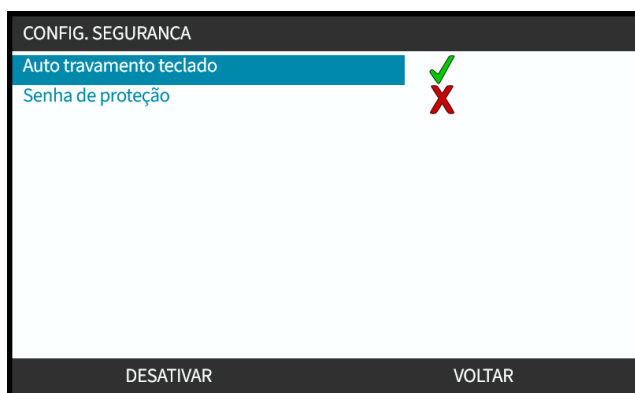 CONFIG. SEGURANCA
Auto travamento teclado
Senha de proteção
DESATIVAR VOLTAR